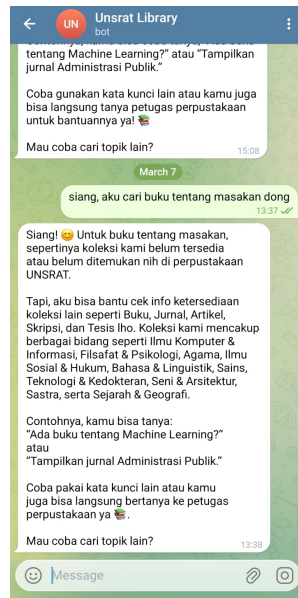 Unsrat Library
UN
bot
tentang Machine Learning?” atau “Tampilkan
jurnal Administrasi Publik.”
Coba gunakan kata kunci lain atau kamu juga
bisa langsung tanya petugas perpustakaan
untuk bantuannya ya! 📚
Mau coba cari topik lain?
15:08
March 7
siang, aku cari buku tentang masakan dong
13:37
Siang! 😊 Untuk buku tentang masakan,
sepertinya koleksi kami belum tersedia
atau belum ditemukan nih di perpustakaan
UNSRAT.
Tapi, aku bisa bantu cek info ketersediaan
koleksi lain seperti Buku, Jurnal, Artikel,
Skripsi, dan Tesis lho. Koleksi kami mencakup
berbagai bidang seperti Ilmu Komputer &
Informasi, Filsafat & Psikologi, Agama, Ilmu
Sosial & Hukum, Bahasa & Linguistik, Sains,
Teknologi & Kedokteran, Seni & Arsitektur,
Sastra, serta Sejarah & Geografi.
Contohnya, kamu bisa tanya:
“Ada buku tentang Machine Learning?”
atau
“Tampilkan jurnal Administrasi Publik.”
Coba pakai kata kunci lain atau kamu
juga bisa langsung bertanya ke petugas
perpustakaan ya 📚.
Mau coba cari topik lain?
13:38
Message